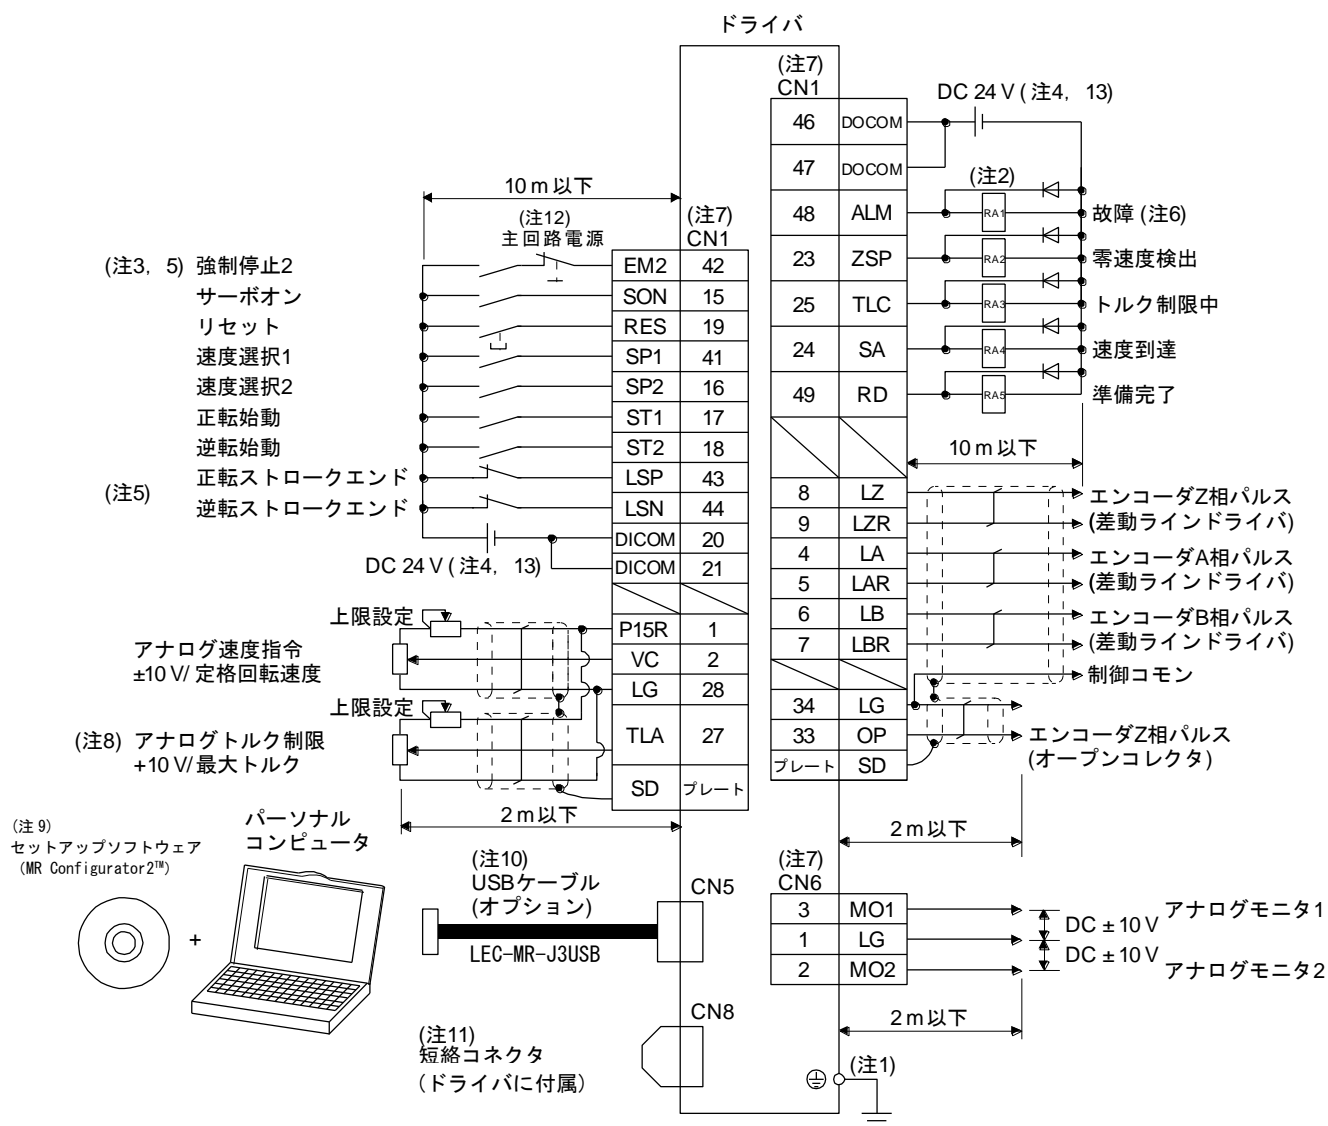 ドライバ
(注7)
CN1
DC 24 V (注4, 13)
46 DOCOM
47 DOCOM
(注2)
48 ALM RA1 故障 (注6)
23 ZSP RA2 零速度検出
25 TLC RA3 トルク制限中
24 SA RA4 速度到達
49 RD RA5 準備完了
10 m 以下
8 LZ エンコーダZ相パルス
9 LZR (差動ラインドライバ)
4 LA エンコーダA相パルス
5 LAR (差動ラインドライバ)
6 LB エンコーダB相パルス
7 LBR (差動ラインドライバ)
制御コモン
34 LG
33 OP エンコーダZ相パルス
(オープンコレクタ)
プレート SD
2 m 以下
10 m 以下
(注12)
主回路電源
(注7)
CN1
(注3, 5) 強制停止2 EM2 42
サーボオン SON 15
リセット RES 19
速度選択1 SP1 41
速度選択2 SP2 16
正転始動 ST1 17
逆転始動 ST2 18
正転ストロークエンド LSP 43
(注5)
逆転ストロークエンド LSN 44
DICOM 20
DC 24 V (注4, 13) DICOM 21
上限設定
P15R 1
アナログ速度指令
±10 V/ 定格回転速度
VC 2
LG 28
上限設定
(注8) アナログトルク制限
+10 V/ 最大トルク
TLA 27
SD プレート
2 m 以下
(注 9)
セットアップソフトウェア
(MR Configurator2™)
+
パーソナル
コンピュータ
(注10)
USBケーブル
(オプション)
LEC-MR-J3USB
CN5
(注7)
CN6
3 MO1 アナログモニタ1
DC ± 10 V
1 LG
DC ± 10 V
2 MO2 アナログモニタ2
2 m 以下
CN8
(注11)
短絡コネクタ
(ドライバに付属)
(注1)